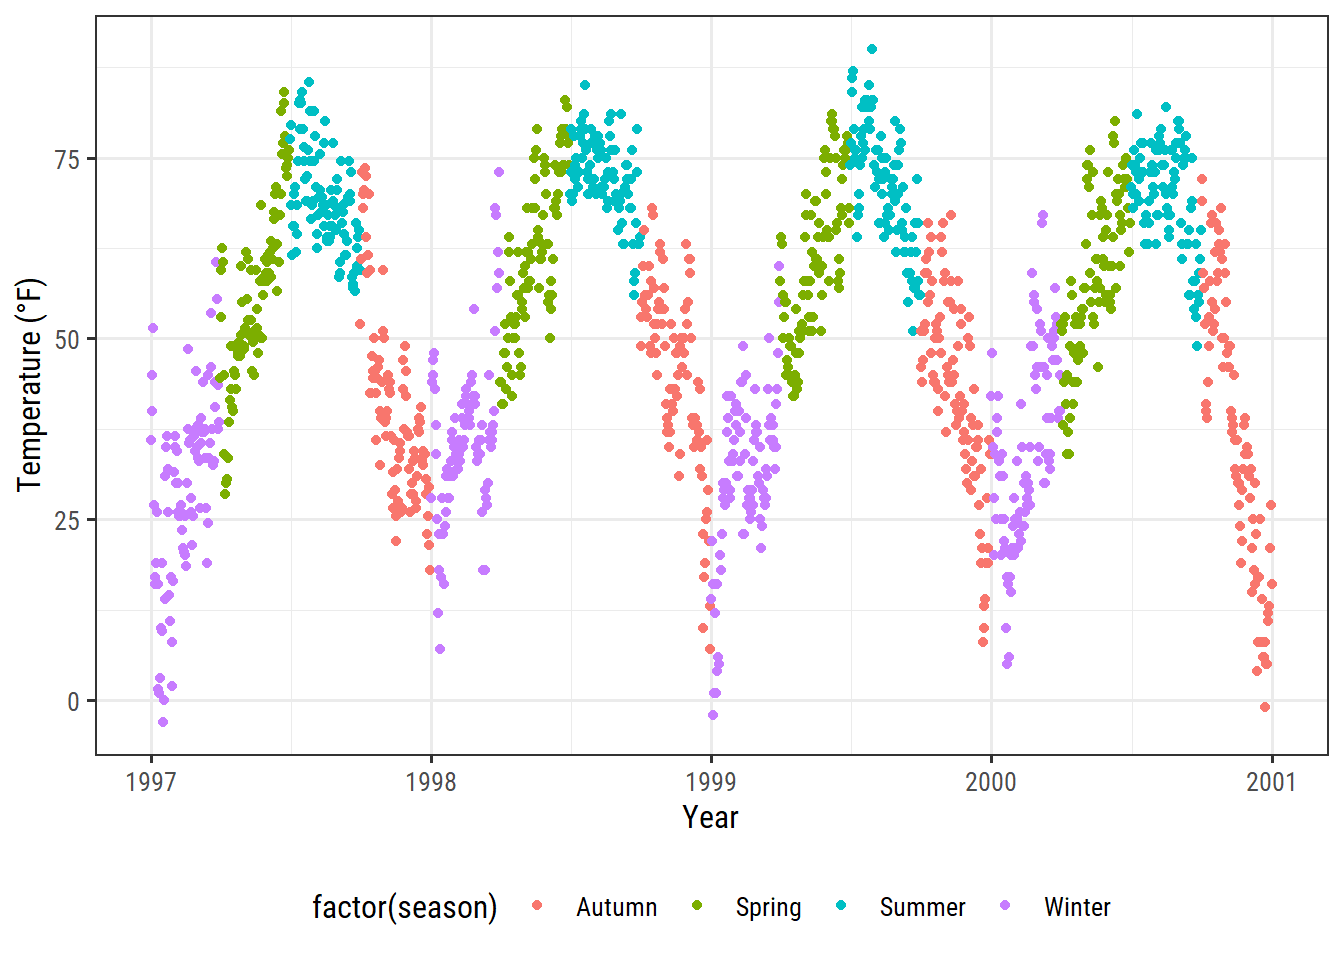 75
50
25
0
Temperature (°F)
1997 1998 1999 2000 2001
Year
factor(season) Autumn Spring Summer Winter